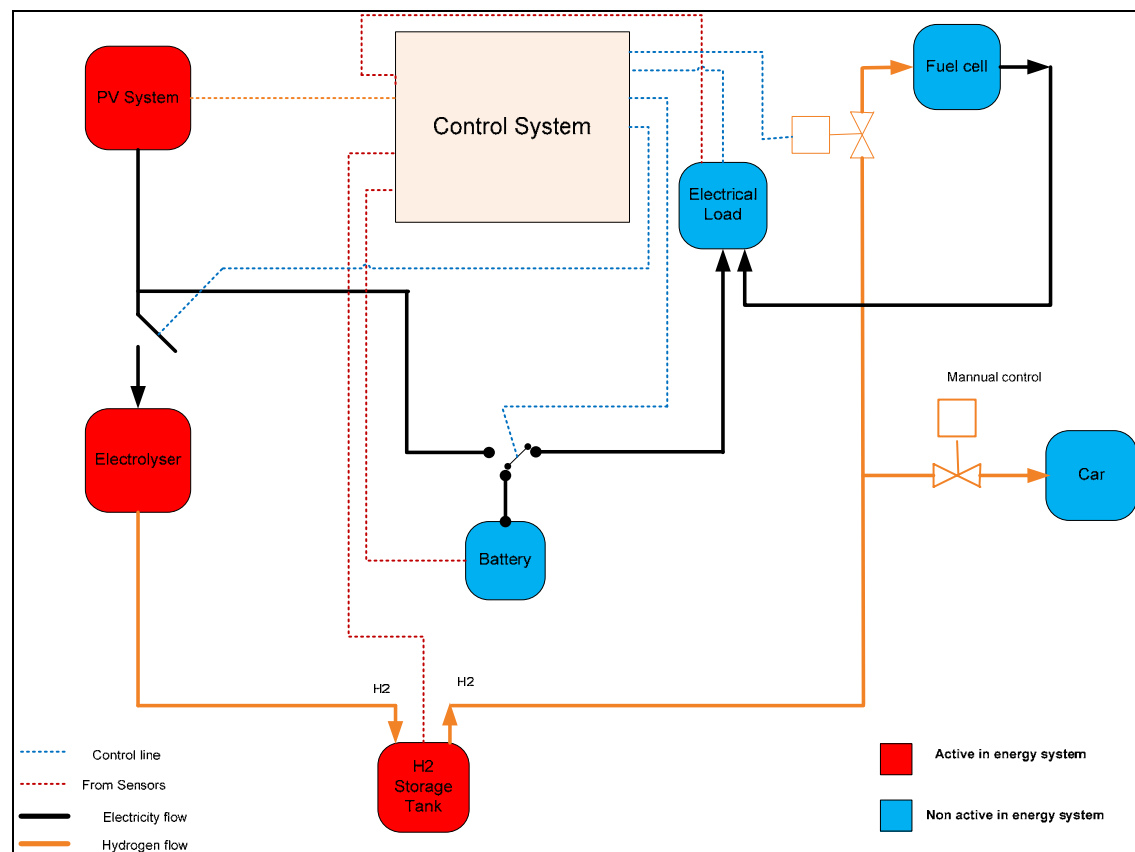 PV System
Control System
Fuel cell
Electrical
Load
Mannual control
Electrolyser
Car
Battery
H2
H2
H2
Storage
Tank
Control line
From Sensors
Electricity flow
Hydrogen flow
Active in energy system
Non active in energy system